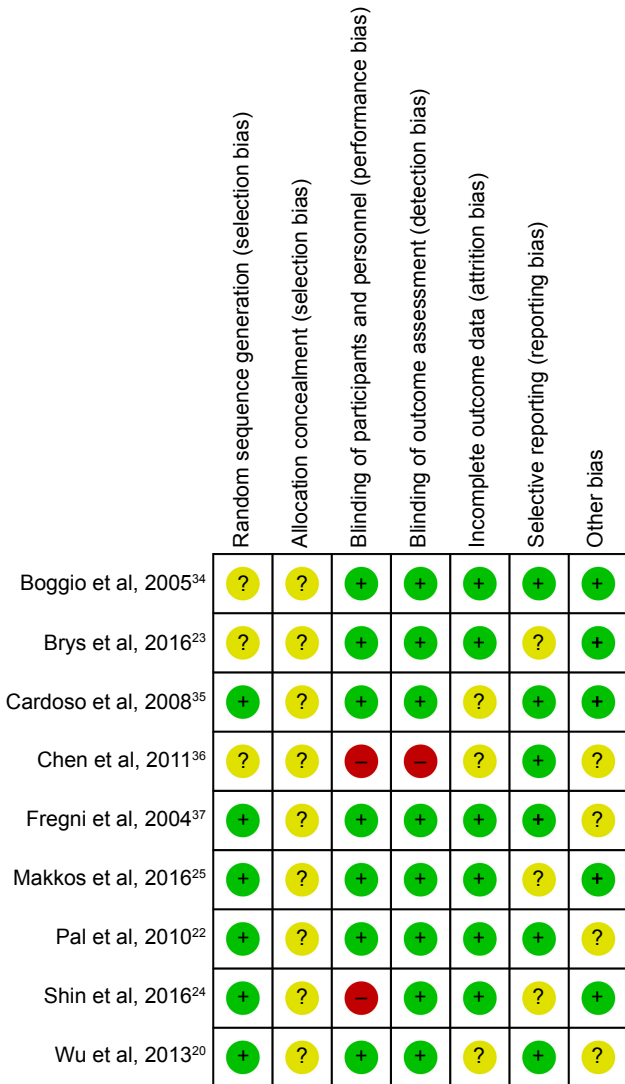 Random sequence generation (selection bias)
Allocation concealment (selection bias)
Blinding of participants and personnel (performance bias)
Blinding of outcome assessment (detection bias)
Incomplete outcome data (attrition bias)
Selective reporting (reporting bias)
Other bias
Boggio et al, 2005³⁴ ? ? + + + + +
Brys et al, 2016²³ ? ? + + + ? +
Cardoso et al, 2008³⁵ + ? + + ? + +
Chen et al, 2011³⁶ ? ? – – ? + ?
Fregni et al, 2004³⁷ + ? + + + + ?
Makkos et al, 2016²⁵ + ? + + + ? +
Pal et al, 2010²² + ? + + + + ?
Shin et al, 2016²⁴ + ? – + + ? +
Wu et al, 2013²⁰ + ? + + ? + ?